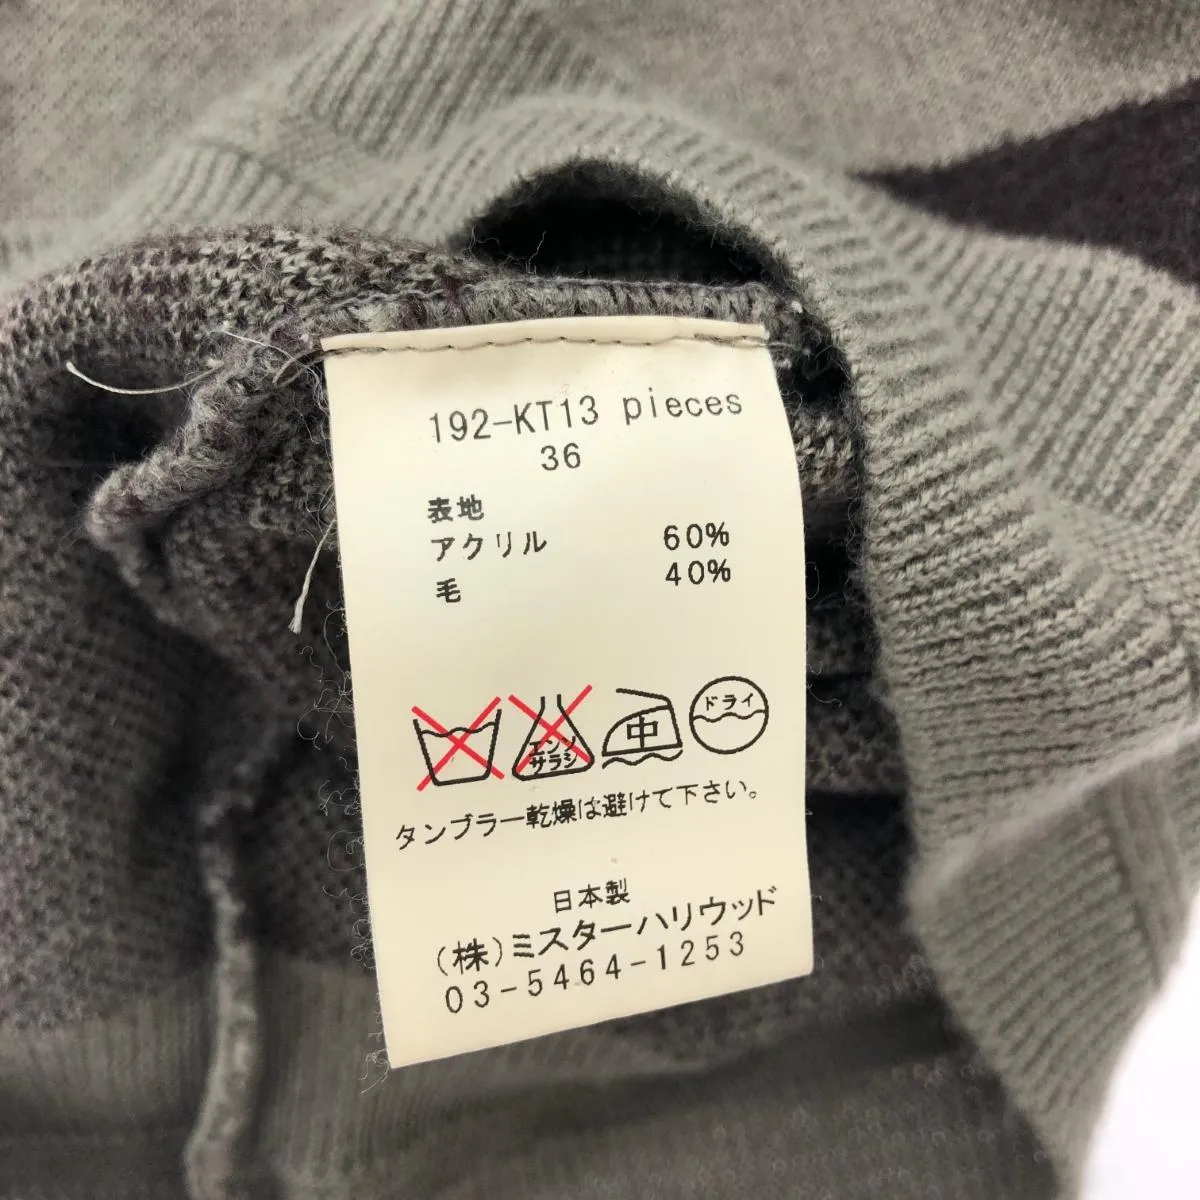 192-KT13 pieces
36
表地
アクリル 60%
毛 40%
エンソ
サラシ
中
ドライ
タンブラー乾燥は避けて下さい。
日本製
(株)ミスターハリウッド
03-5464-1253